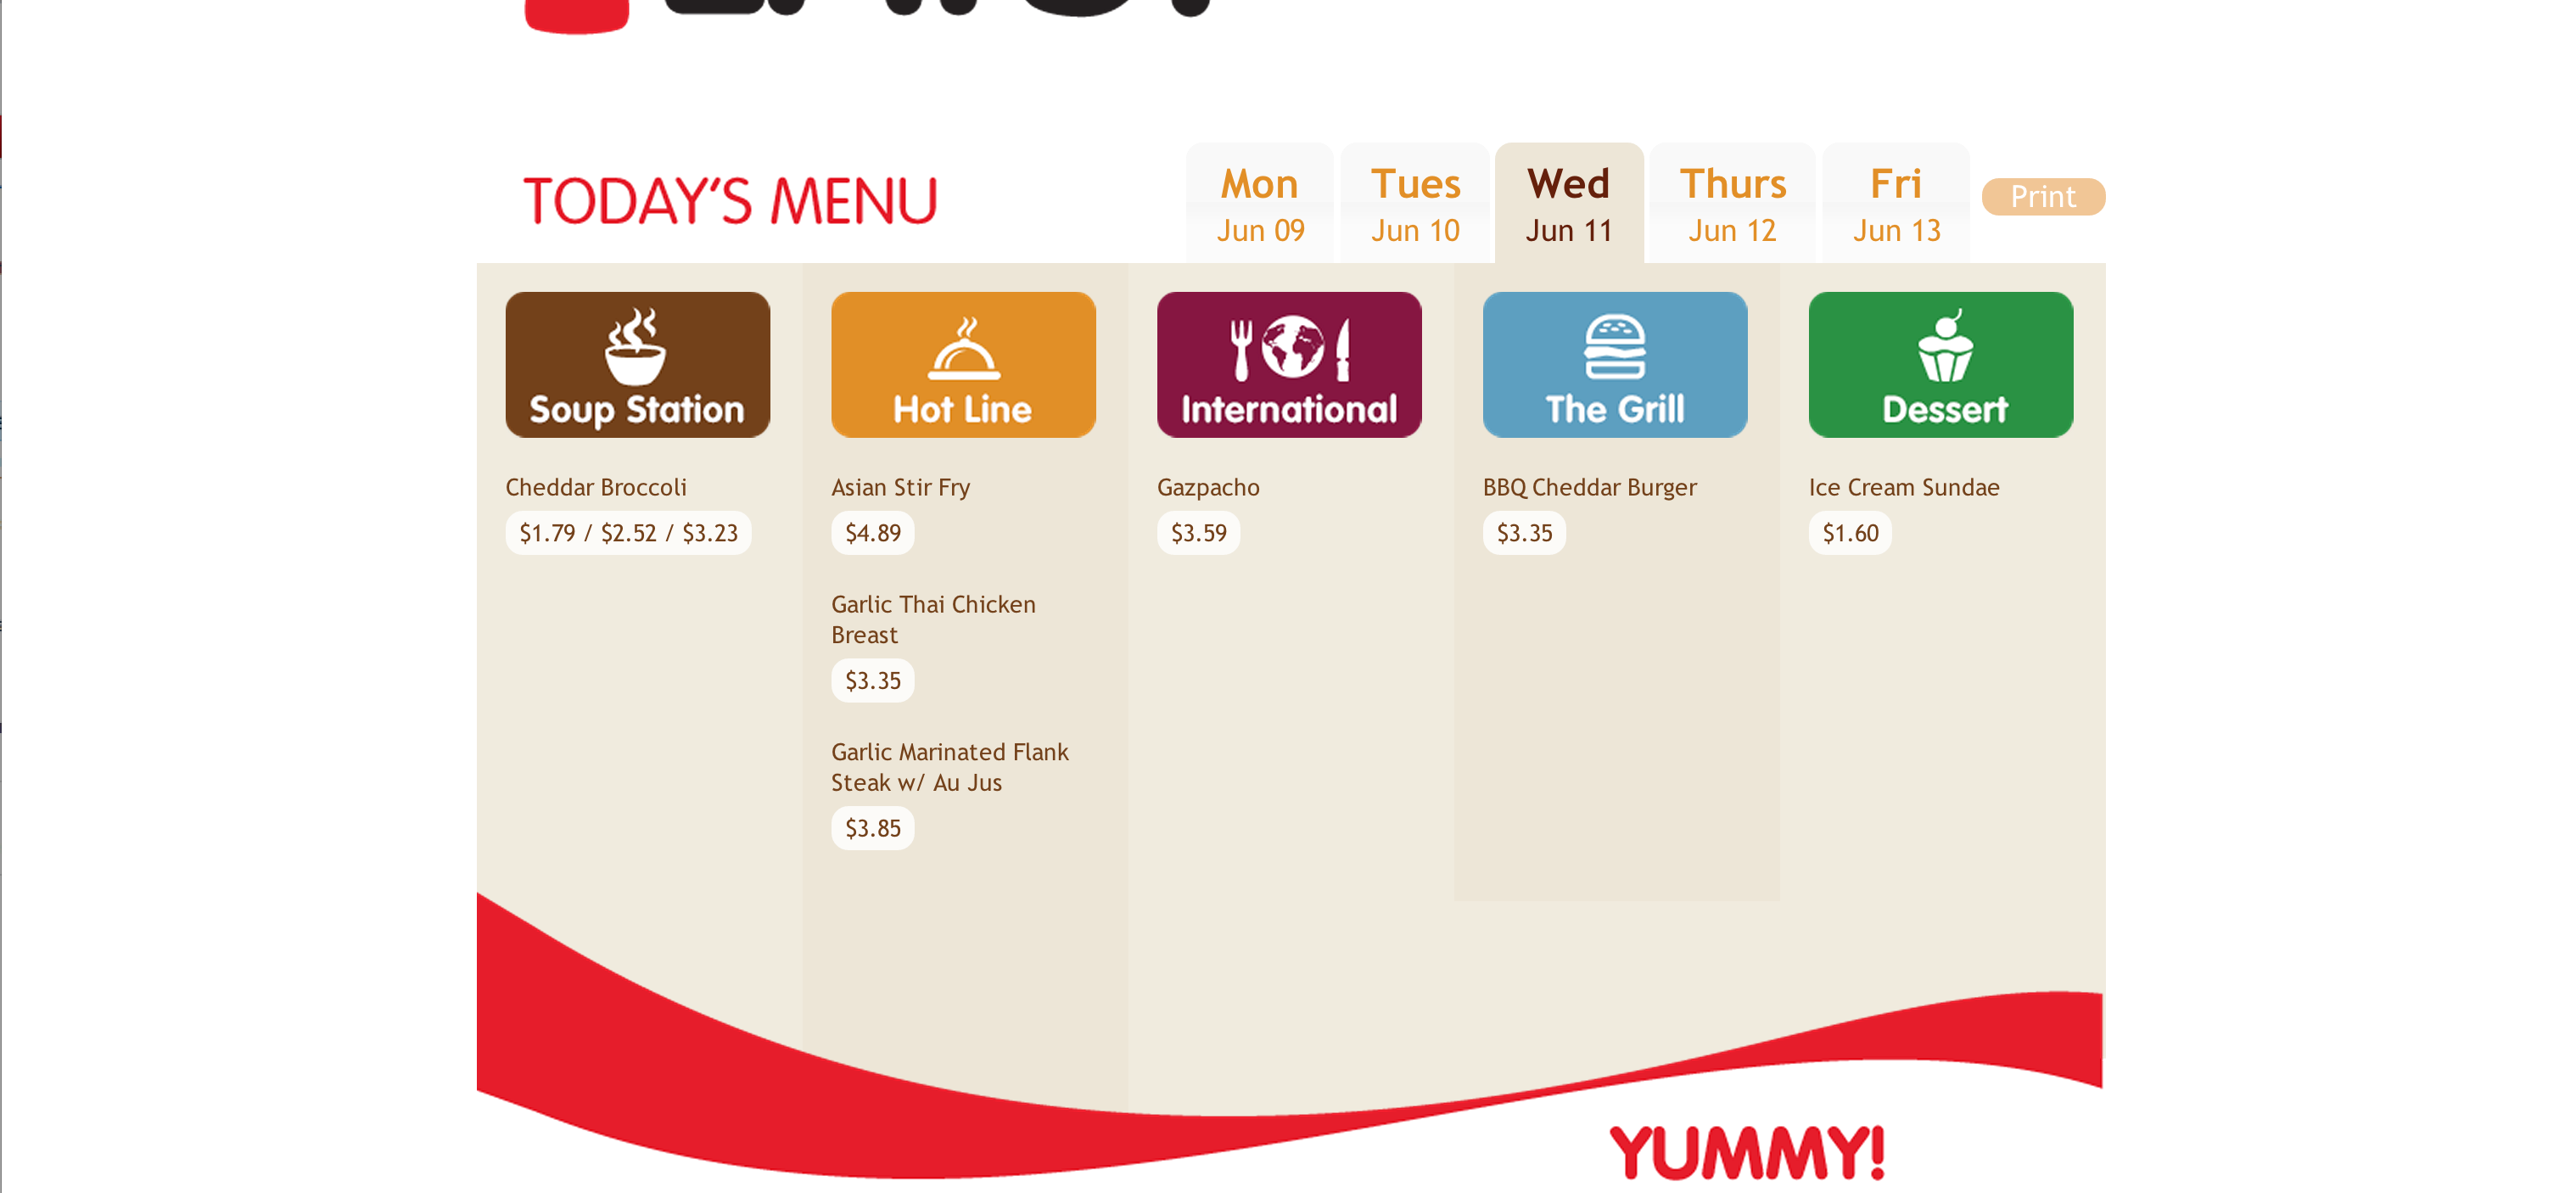 TODAY'S MENU
Mon
Jun 09
Tues
Jun 10
Wed
Jun 11
Thurs
Jun 12
Fri
Jun 13
Print
Soup Station
Cheddar Broccoli
$1.79 / $2.52 / $3.23
Hot Line
Asian Stir Fry
$4.89
Garlic Thai Chicken
Breast
$3.35
Garlic Marinated Flank
Steak w/ Au Jus
$3.85
International
Gazpacho
$3.59
The Grill
BBQ Cheddar Burger
$3.35
Dessert
Ice Cream Sundae
$1.60
YUMMY!